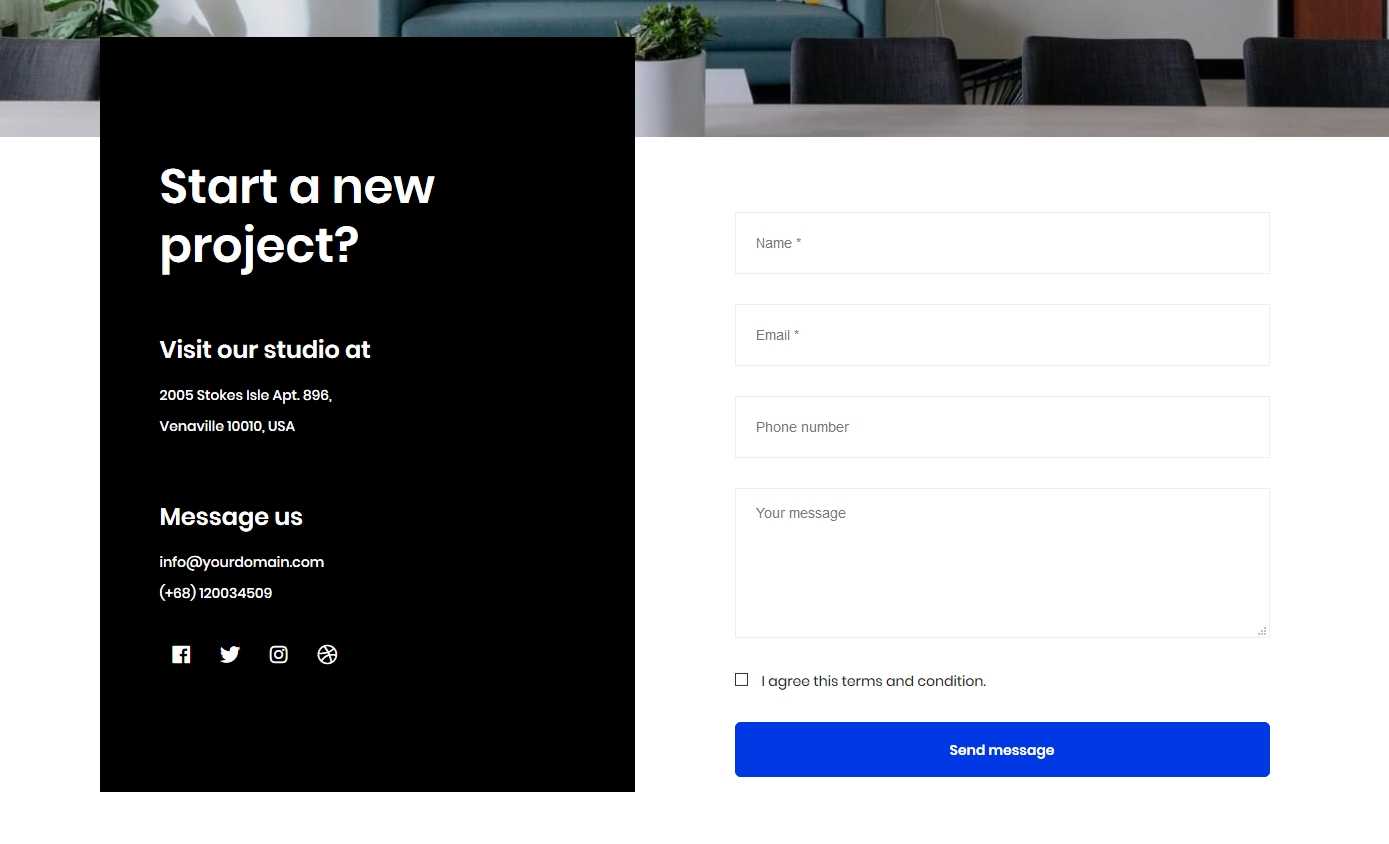 Start a new
project?
Visit our studio at
2005 Stokes Isle Apt. 896,
Venaville 10010, USA
Message us
info@yourdomain.com
(+68) 120034509
Name *
Email *
Phone number
Your message
I agree this terms and condition.
Send message